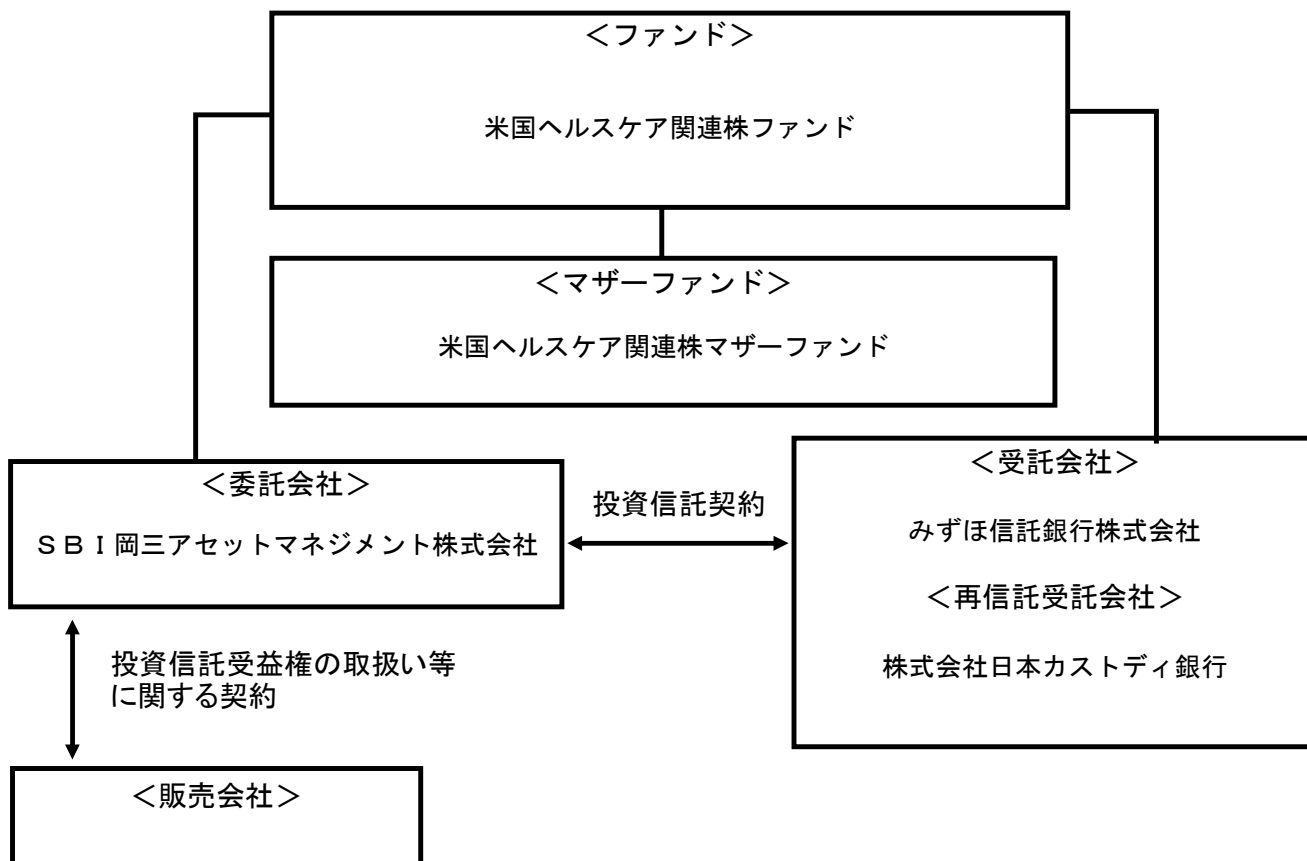 ＜ファンド＞
米国ヘルスケア関連株ファンド
＜マザーファンド＞
米国ヘルスケア関連株マザーファンド
＜委託会社＞
ＳＢＩ岡三アセットマネジメント株式会社
投資信託契約
＜受託会社＞
みずほ信託銀行株式会社
＜再信託受託会社＞
株式会社日本カストディ銀行
投資信託受益権の取扱い等
に関する契約
＜販売会社＞